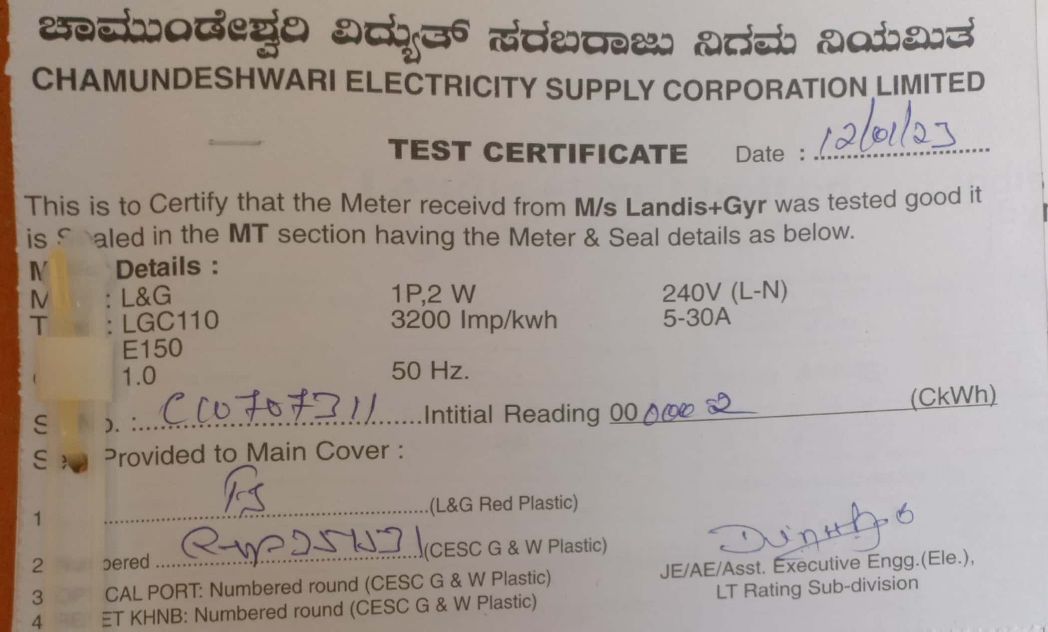 ಚಾಮುಂಡೇಶ್ವರಿ ವಿದ್ಯುತ್ ಸರಬರಾಜು ನಿಗಮ ನಿಯಮಿತ
CHAMUNDESHWARI ELECTRICITY SUPPLY CORPORATION LIMITED
TEST CERTIFICATE Date : 12/01/23
This is to Certify that the Meter receivd from M/s Landis+Gyr was tested good it
is Sealed in the MT section having the Meter & Seal details as below.
Details :
: L&G 1P,2 W 240V (L-N)
: LGC110 3200 Imp/kwh 5-30A
E150
1.0 50 Hz.
Intitial Reading 00 (CkWh)
Provided to Main Cover :
1 (L&G Red Plastic)
2 (CESC G & W Plastic)
3 PORT: Numbered round (CESC G & W Plastic)
4 KHNB: Numbered round (CESC G & W Plastic)
JE/AE/Asst. Executive Engg.(Ele.),
LT Rating Sub-division